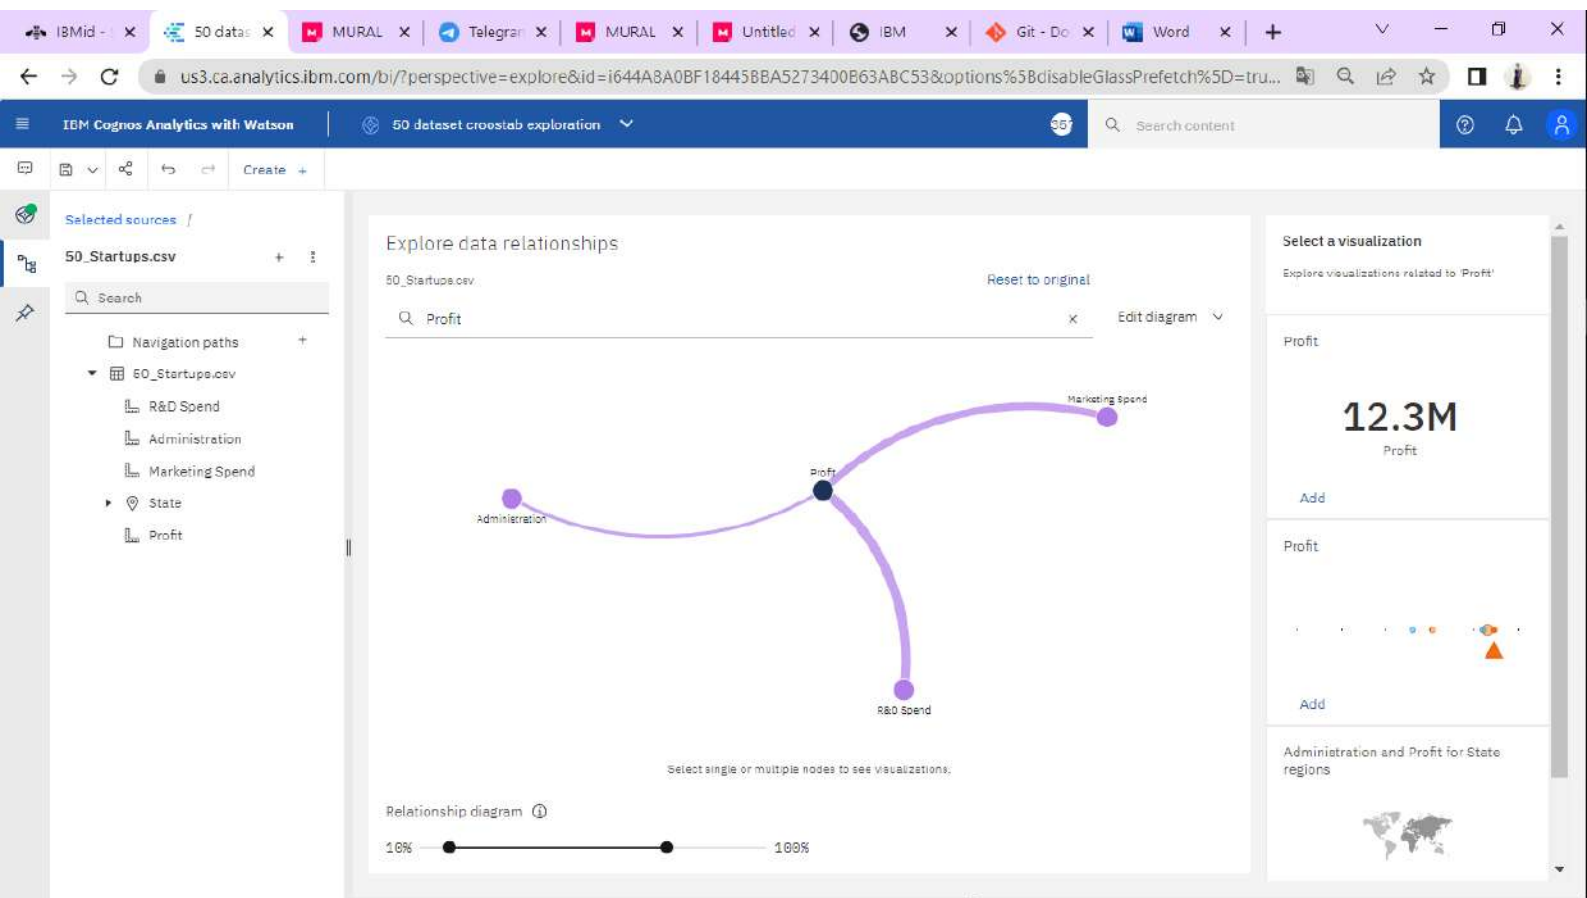 IBMid -
50 datas
MURAL
Telegran
MURAL
Untitled
IBM
Git - Do
Word
us3.ca.analytics.ibm.com/bi/?perspective=explore&id=i644A8A0BF18445BBA5273400B63ABC53&options%5BdisableGlassPrefetch%5D=tru...
IBM Cognos Analytics with Watson
50 dataset croostab exploration
Search content
Create +
Selected sources /
50_Startups.csv
Search
Navigation paths
50_Startups.csv
R&D Spend
Administration
Marketing Spend
State
Profit
Explore data relationships
50_Startups.csv
Reset to original
Profit
Edit diagram
Marketing Spend
Profit
Administration
R&D Spend
Select single or multiple nodes to see visualizations.
Relationship diagram
10%
100%
Select a visualization
Explore visualizations related to 'Profit'
Profit
12.3M
Profit
Add
Profit
Add
Administration and Profit for State
regions